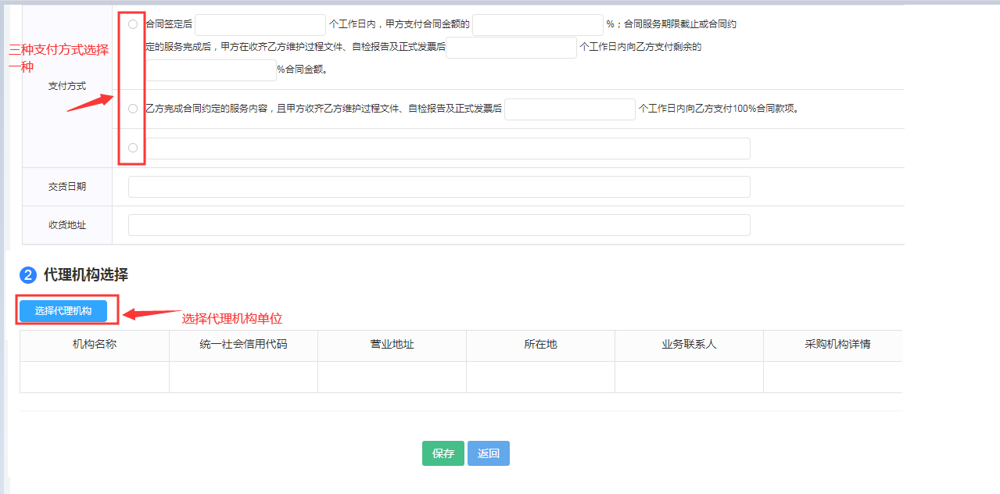 合同签定后 个工作日内，甲方支付合同金额的 %；合同服务期限截止或合同约
定的服务完成后，甲方在收齐乙方维护过程文件、自检报告及正式发票后 个工作日内向乙方支付剩余的
%合同金额。
三种支付方式选择
一种
支付方式
乙方完成合同约定的服务内容，且甲方收齐乙方维护过程文件、自检报告及正式发票后 个工作日内向乙方支付100%合同款项。
交货日期
收货地址
2 代理机构选择
选择代理机构
选择代理机构单位
机构名称 统一社会信用代码 营业地址 所在地 业务联系人 采购机构详情
保存 返回